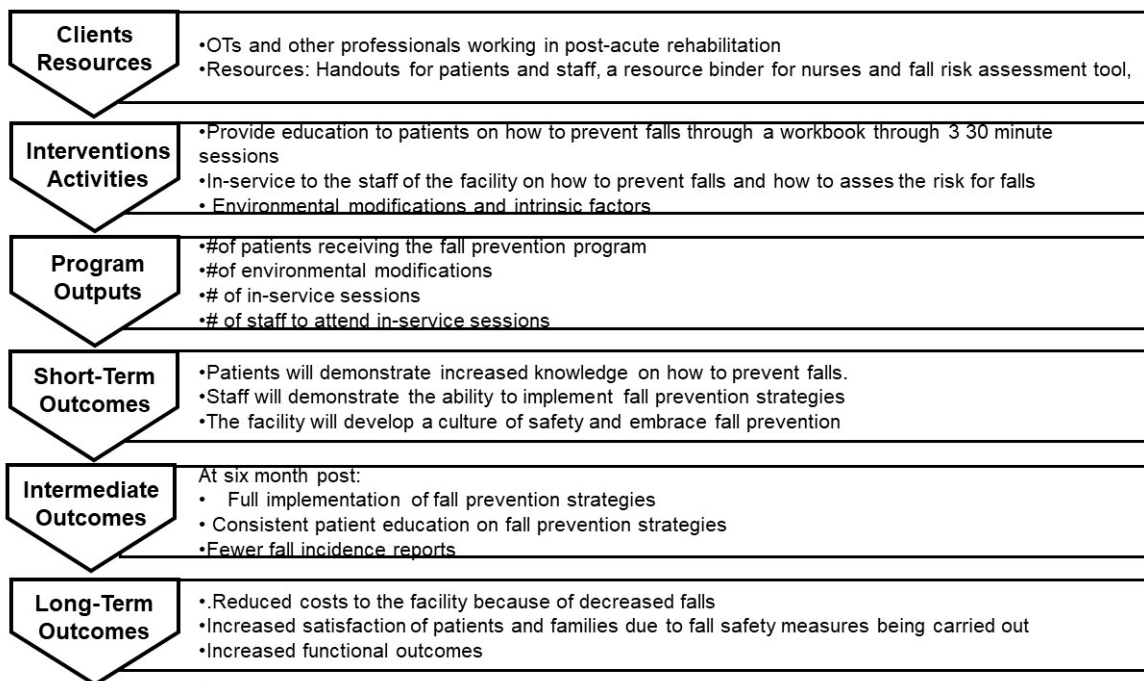 Clients
Resources
•OTs and other professionals working in post-acute rehabilitation
•Resources: Handouts for patients and staff, a resource binder for nurses and fall risk assessment tool,
Interventions
Activities
•Provide education to patients on how to prevent falls through a workbook through 3 30 minute
sessions
•In-service to the staff of the facility on how to prevent falls and how to asses the risk for falls
• Environmental modifications and intrinsic factors
Program
Outputs
•#of patients receiving the fall prevention program
•#of environmental modifications
•# of in-service sessions
•# of staff to attend in-service sessions
Short-Term
Outcomes
•Patients will demonstrate increased knowledge on how to prevent falls.
•Staff will demonstrate the ability to implement fall prevention strategies
•The facility will develop a culture of safety and embrace fall prevention
Intermediate
Outcomes
At six month post:
• Full implementation of fall prevention strategies
• Consistent patient education on fall prevention strategies
•Fewer fall incidence reports
Long-Term
Outcomes
•.Reduced costs to the facility because of decreased falls
•Increased satisfaction of patients and families due to fall safety measures being carried out
•Increased functional outcomes